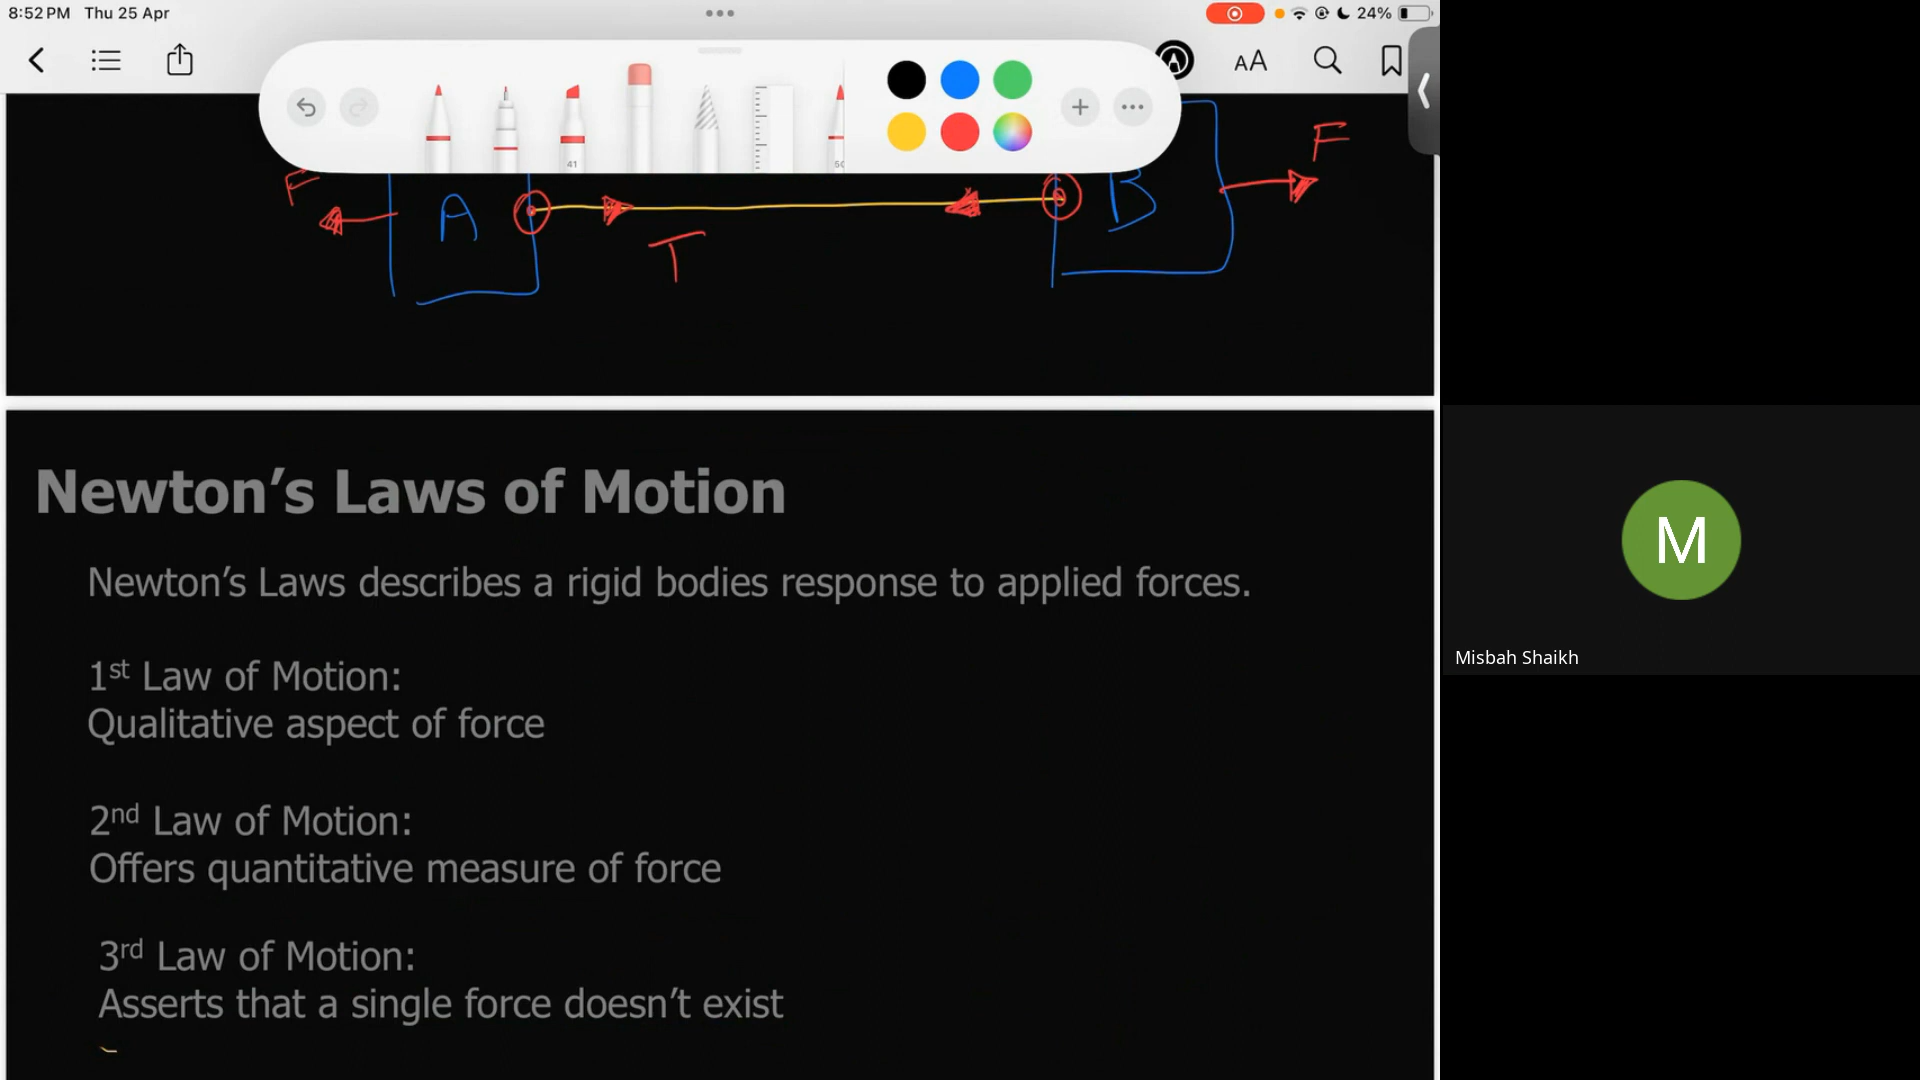 8:52 PM Thu 25 Apr
24%
41
50
F
F
A
B
T
Newton's Laws of Motion
Newton's Laws describes a rigid bodies response to applied forces.
1st Law of Motion:
Qualitative aspect of force
2nd Law of Motion:
Offers quantitative measure of force
3rd Law of Motion:
Asserts that a single force doesn't exist
AA
M
Misbah Shaikh